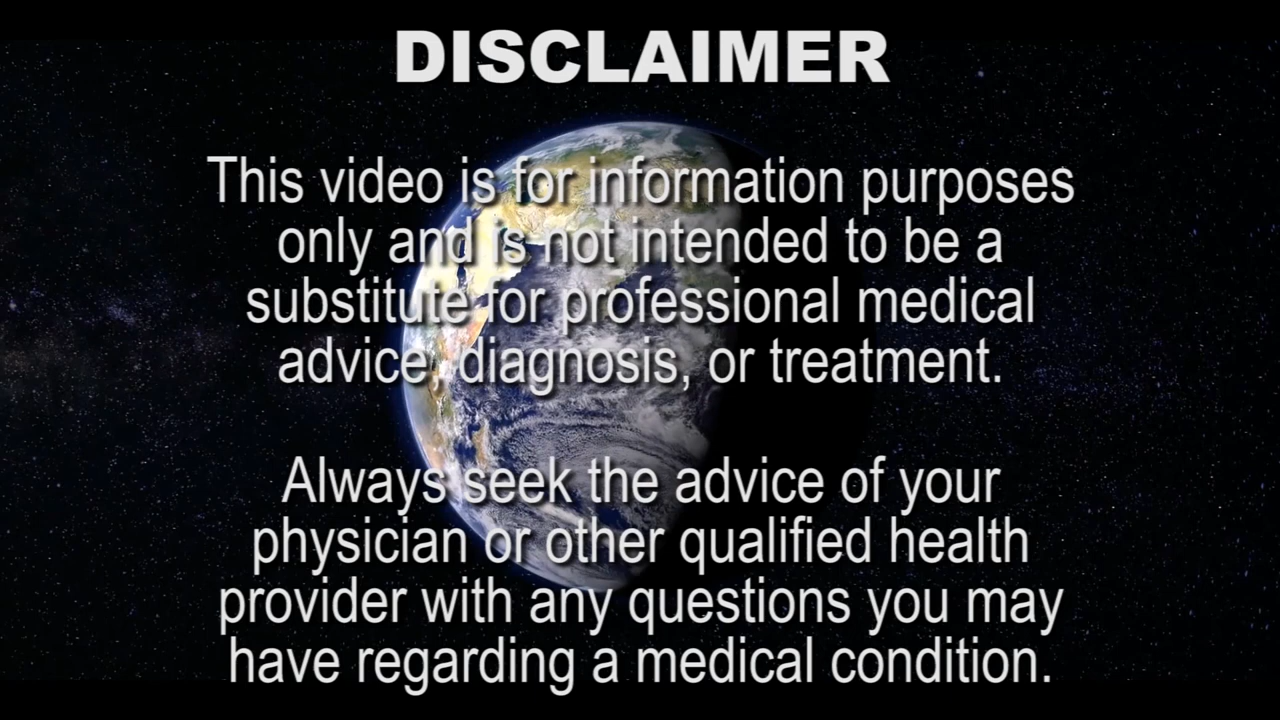 DISCLAIMER
This video is for information purposes
only and is not intended to be a
substitute for professional medical
advice, diagnosis, or treatment.
Always seek the advice of your
physician or other qualified health
provider with any questions you may
have regarding a medical condition.